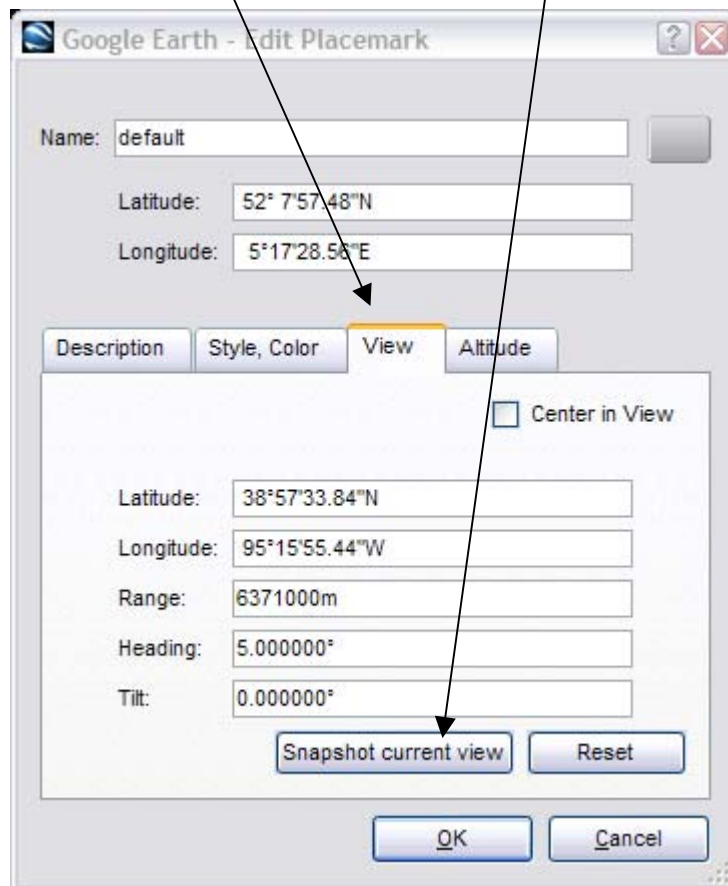 Google Earth - Edit Placemark
Name: default
Latitude: 52° 7'57.48"N
Longitude: 5°17'28.56"E
Description Style, Color View Altitude
Center in View
Latitude: 38°57'33.84"N
Longitude: 95°15'55.44"W
Range: 6371000m
Heading: 5.000000°
Tilt: 0.000000°
Snapshot current view Reset
OK Cancel